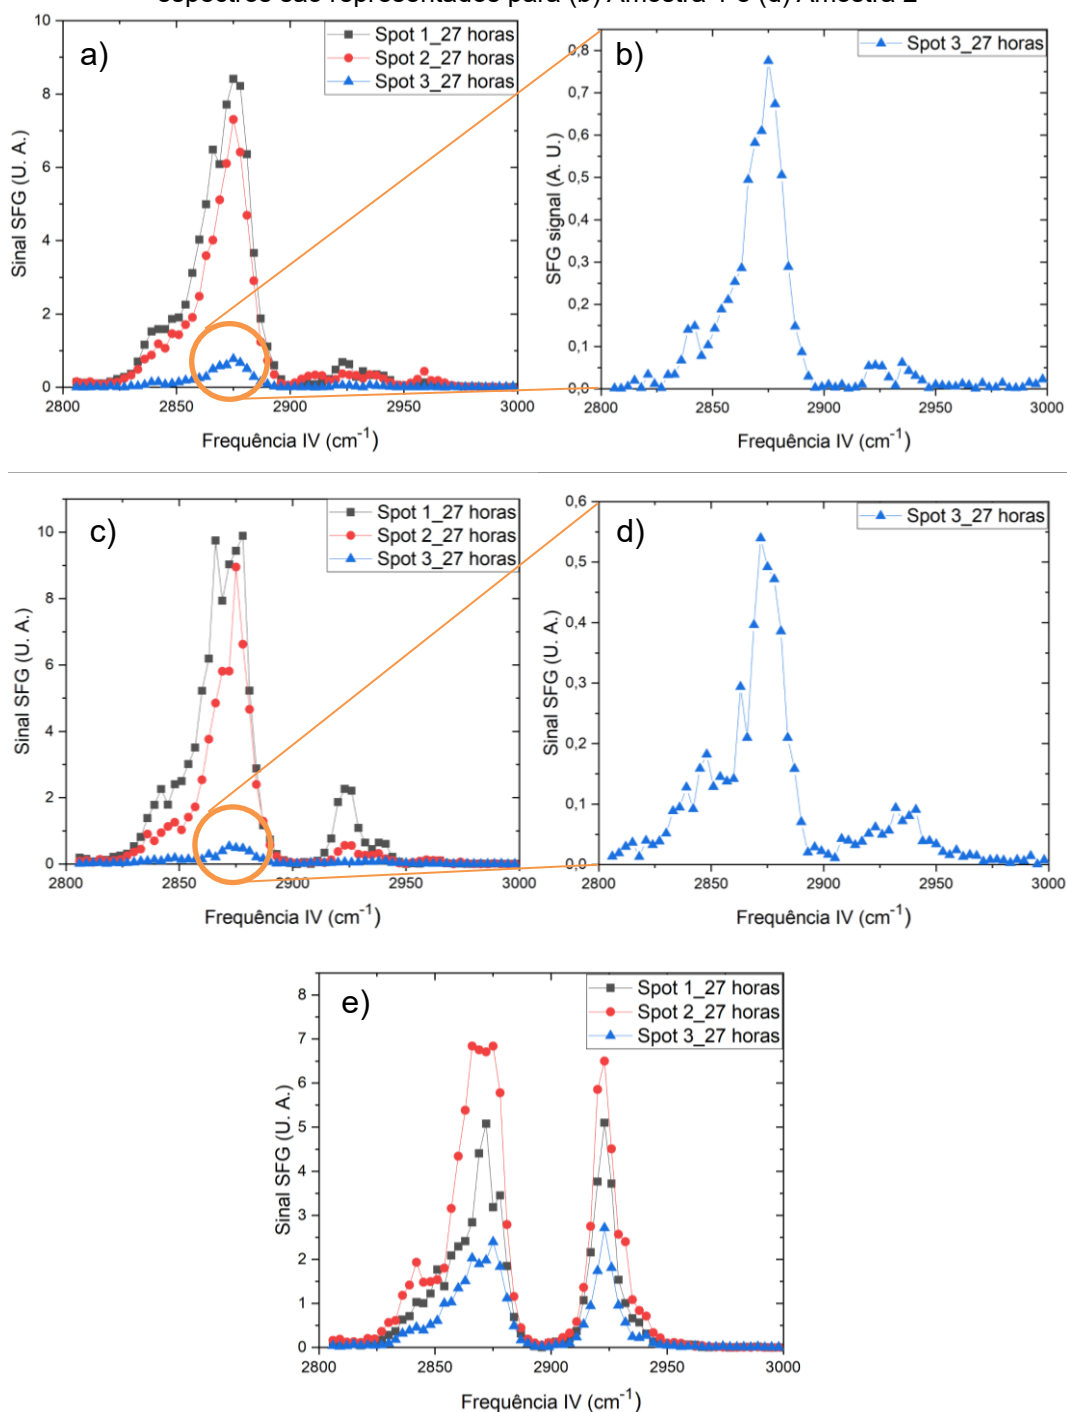 espectros são representados para (b) Amostra 1 e (d) Amostra 2
a)
Spot 1_27 horas
Spot 2_27 horas
Spot 3_27 horas
Sinal SFG (U. A.)
10
8
6
4
2
0
2800
2850
2900
2950
3000
Frequência IV (cm-1)
b)
Spot 3_27 horas
SFG signal (A. U.)
0,8
0,7
0,6
0,5
0,4
0,3
0,2
0,1
0,0
2800
2850
2900
2950
3000
Frequência IV (cm-1)
c)
Spot 1_27 horas
Spot 2_27 horas
Spot 3_27 horas
Sinal SFG (U. A.)
10
8
6
4
2
0
2800
2850
2900
2950
3000
Frequência IV (cm-1)
d)
Spot 3_27 horas
Sinal SFG (U. A.)
0,6
0,5
0,4
0,3
0,2
0,1
0,0
2800
2850
2900
2950
3000
Frequência IV (cm-1)
e)
Spot 1_27 horas
Spot 2_27 horas
Spot 3_27 horas
Sinal SFG (U. A.)
8
7
6
5
4
3
2
1
0
2800
2850
2900
2950
3000
Frequência IV (cm-1)